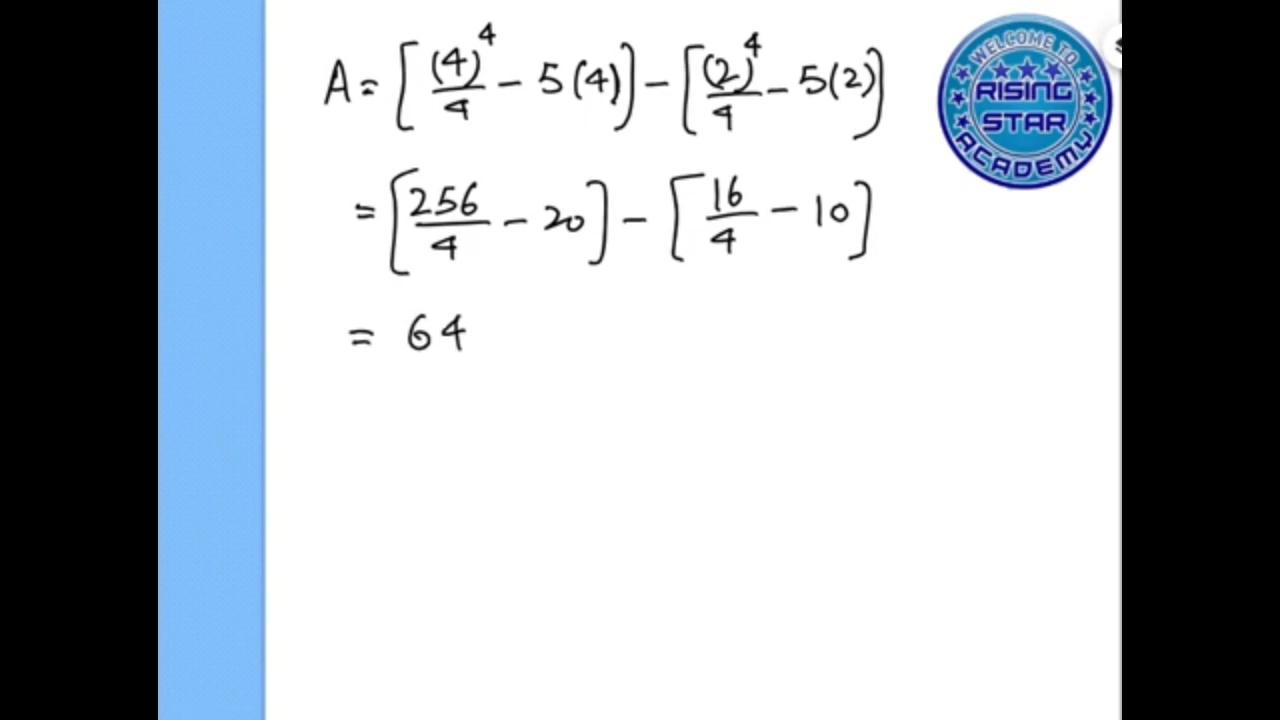 A = [(4)^4/4 - 5(4)] - [(2)^4/4 - 5(2)]
= [256/4 - 20] - [16/4 - 10]
= 64
WELCOME TO
RISING
STAR
ACADEMY